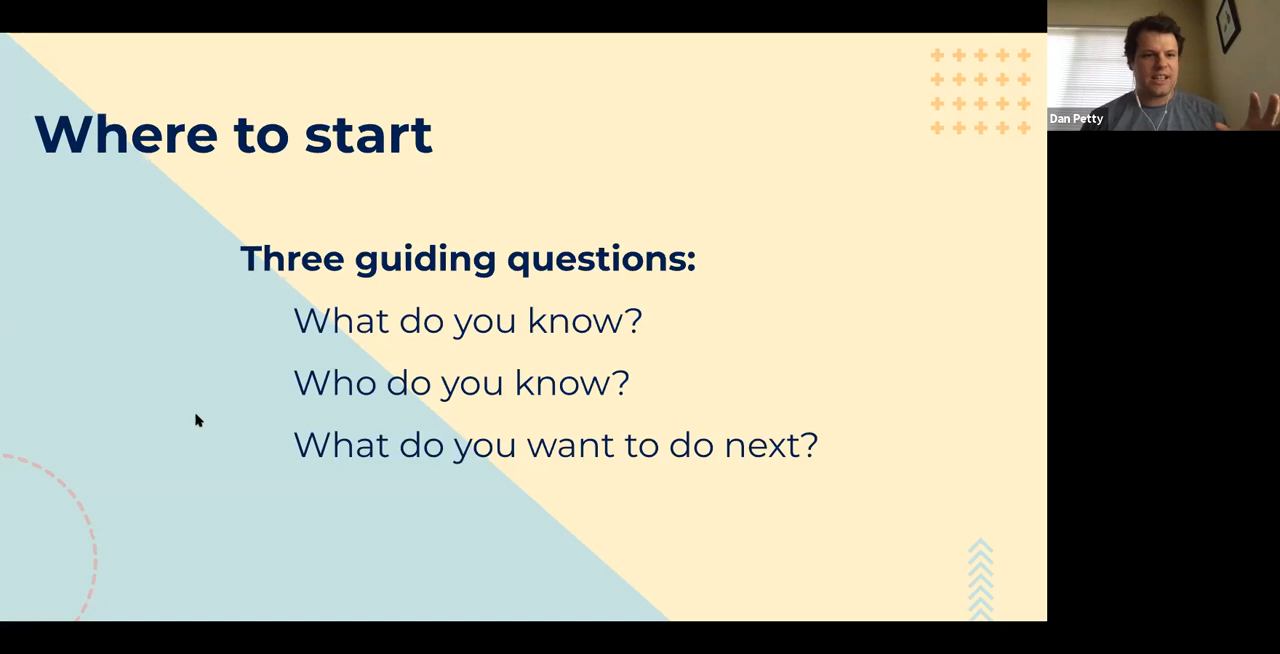 Where to start
Three guiding questions:
What do you know?
Who do you know?
What do you want to do next?
Dan Petty